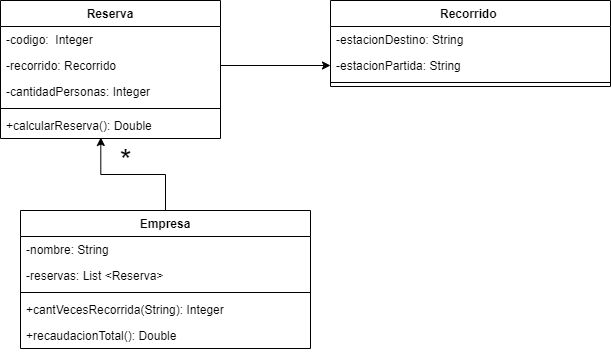 Reserva
-codigo:  Integer
-recorrido: Recorrido
-cantidadPersonas: Integer
+calcularReserva(): Double
Recorrido
-estacionDestino: String
-estacionPartida: String
*
Empresa
-nombre: String
-reservas: List <Reserva>
+cantVecesRecorrida(String): Integer
+recaudacionTotal(): Double